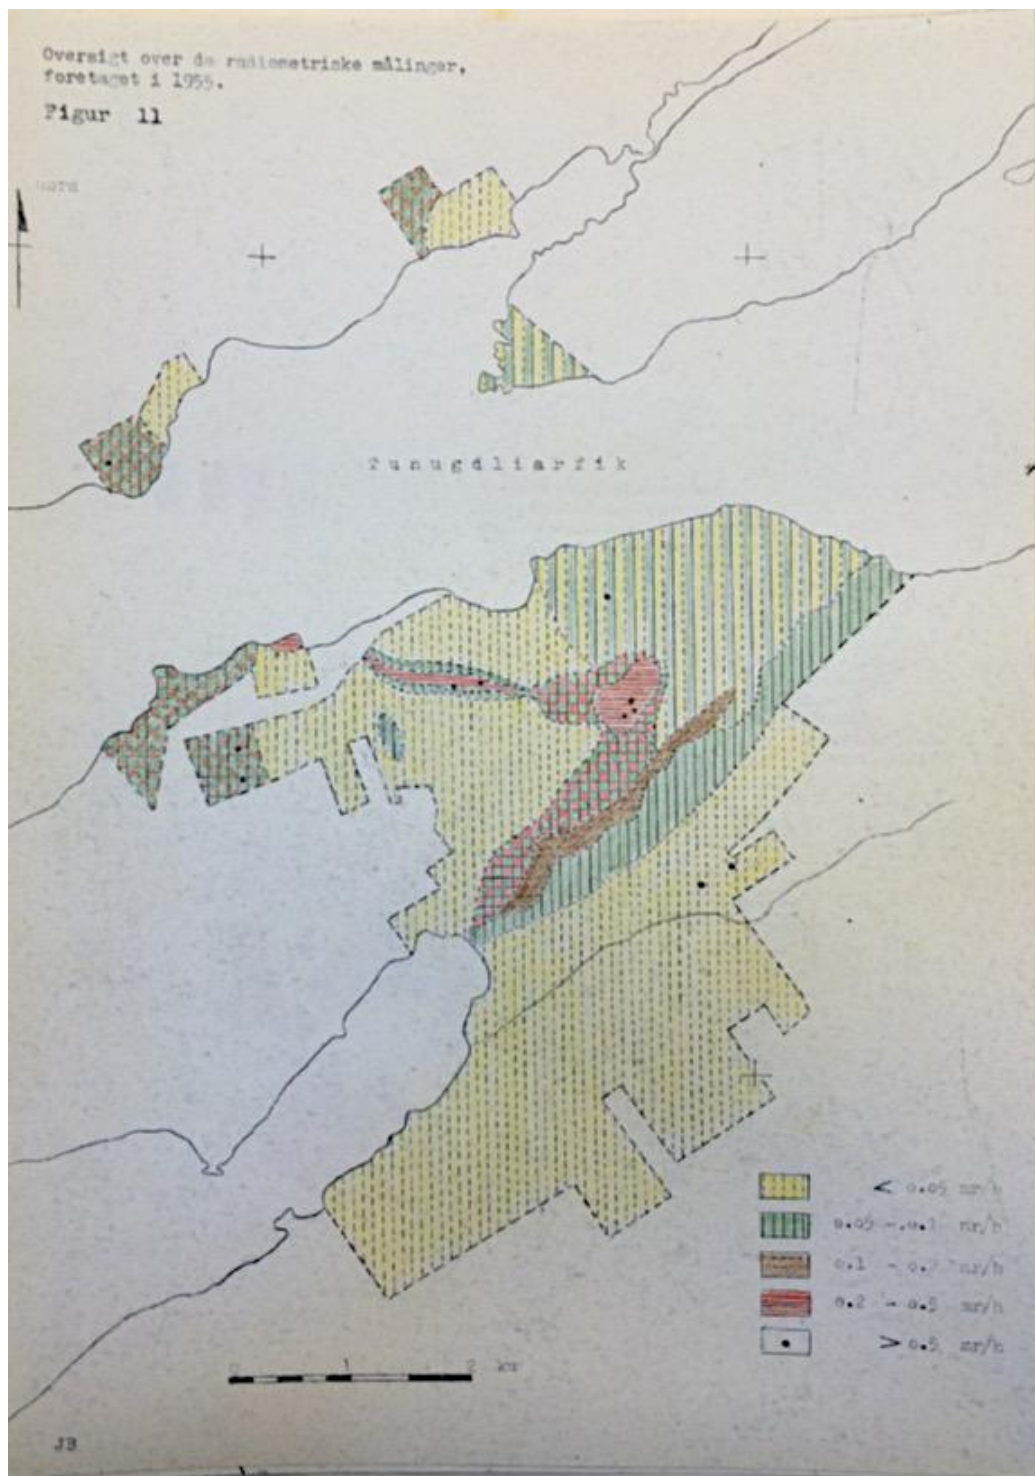 Oversigt over de radiometriske målinger,
foretaget i 1955.
Figur 11
NORD
Tunugdliarfik
< 0.05 mr/h
0.05 - 0.1 mr/h
0.1 - 0.2 mr/h
0.2 - 0.5 mr/h
> 0.5 mr/h
0 1 2 km
JB